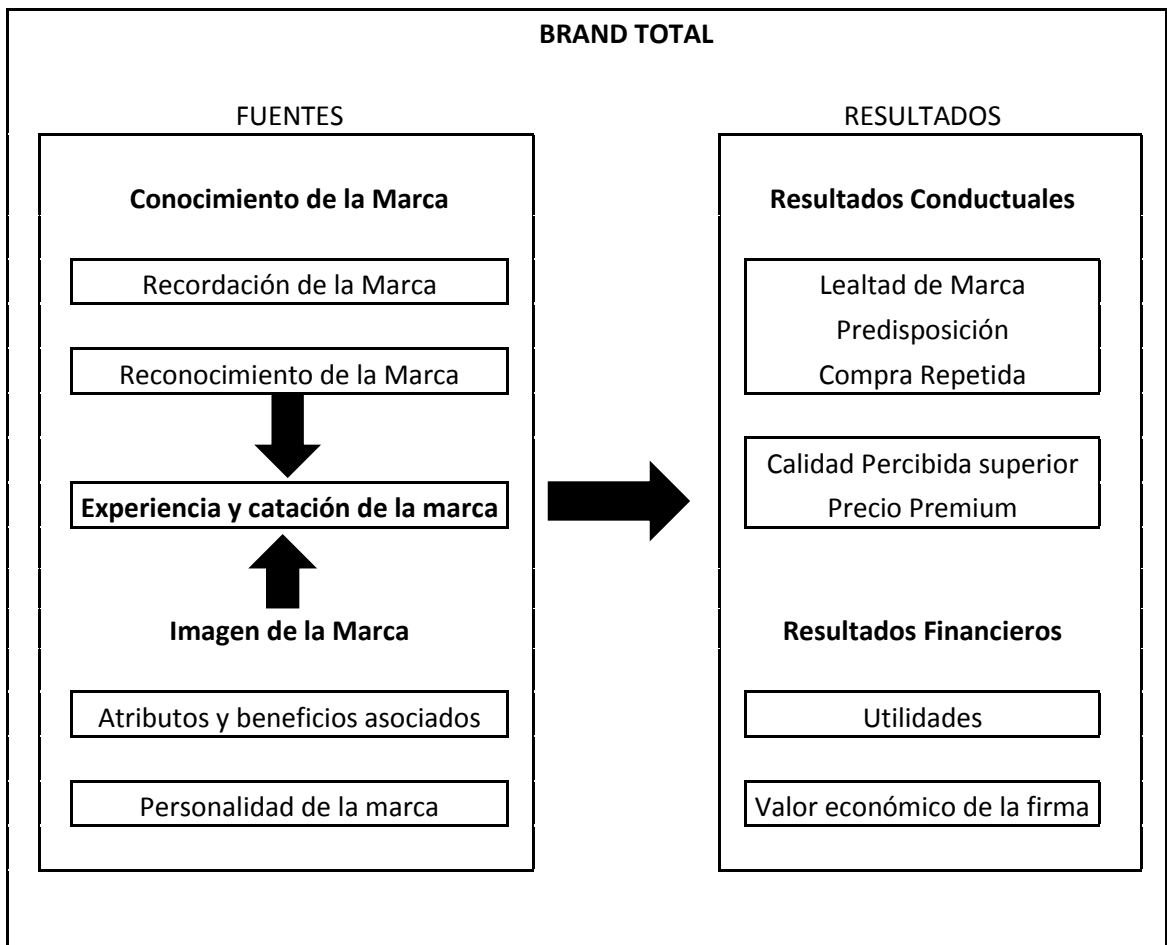 BRAND TOTAL
FUENTES
Conocimiento de la Marca
Recordación de la Marca
Reconocimiento de la Marca
Experiencia y catación de la marca
Imagen de la Marca
Atributos y beneficios asociados
Personalidad de la marca
RESULTADOS
Resultados Conductuales
Lealtad de Marca
Predisposición
Compra Repetida
Calidad Percibida superior
Precio Premium
Resultados Financieros
Utilidades
Valor económico de la firma